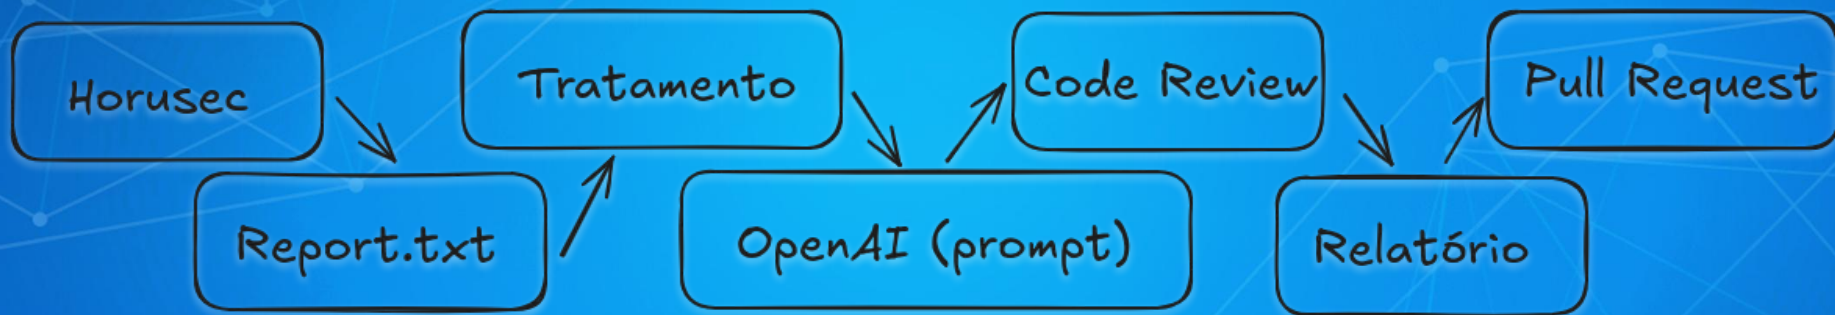 Horusec
Report.txt
Tratamento
OpenAI (prompt)
Code Review
Relatório
Pull Request